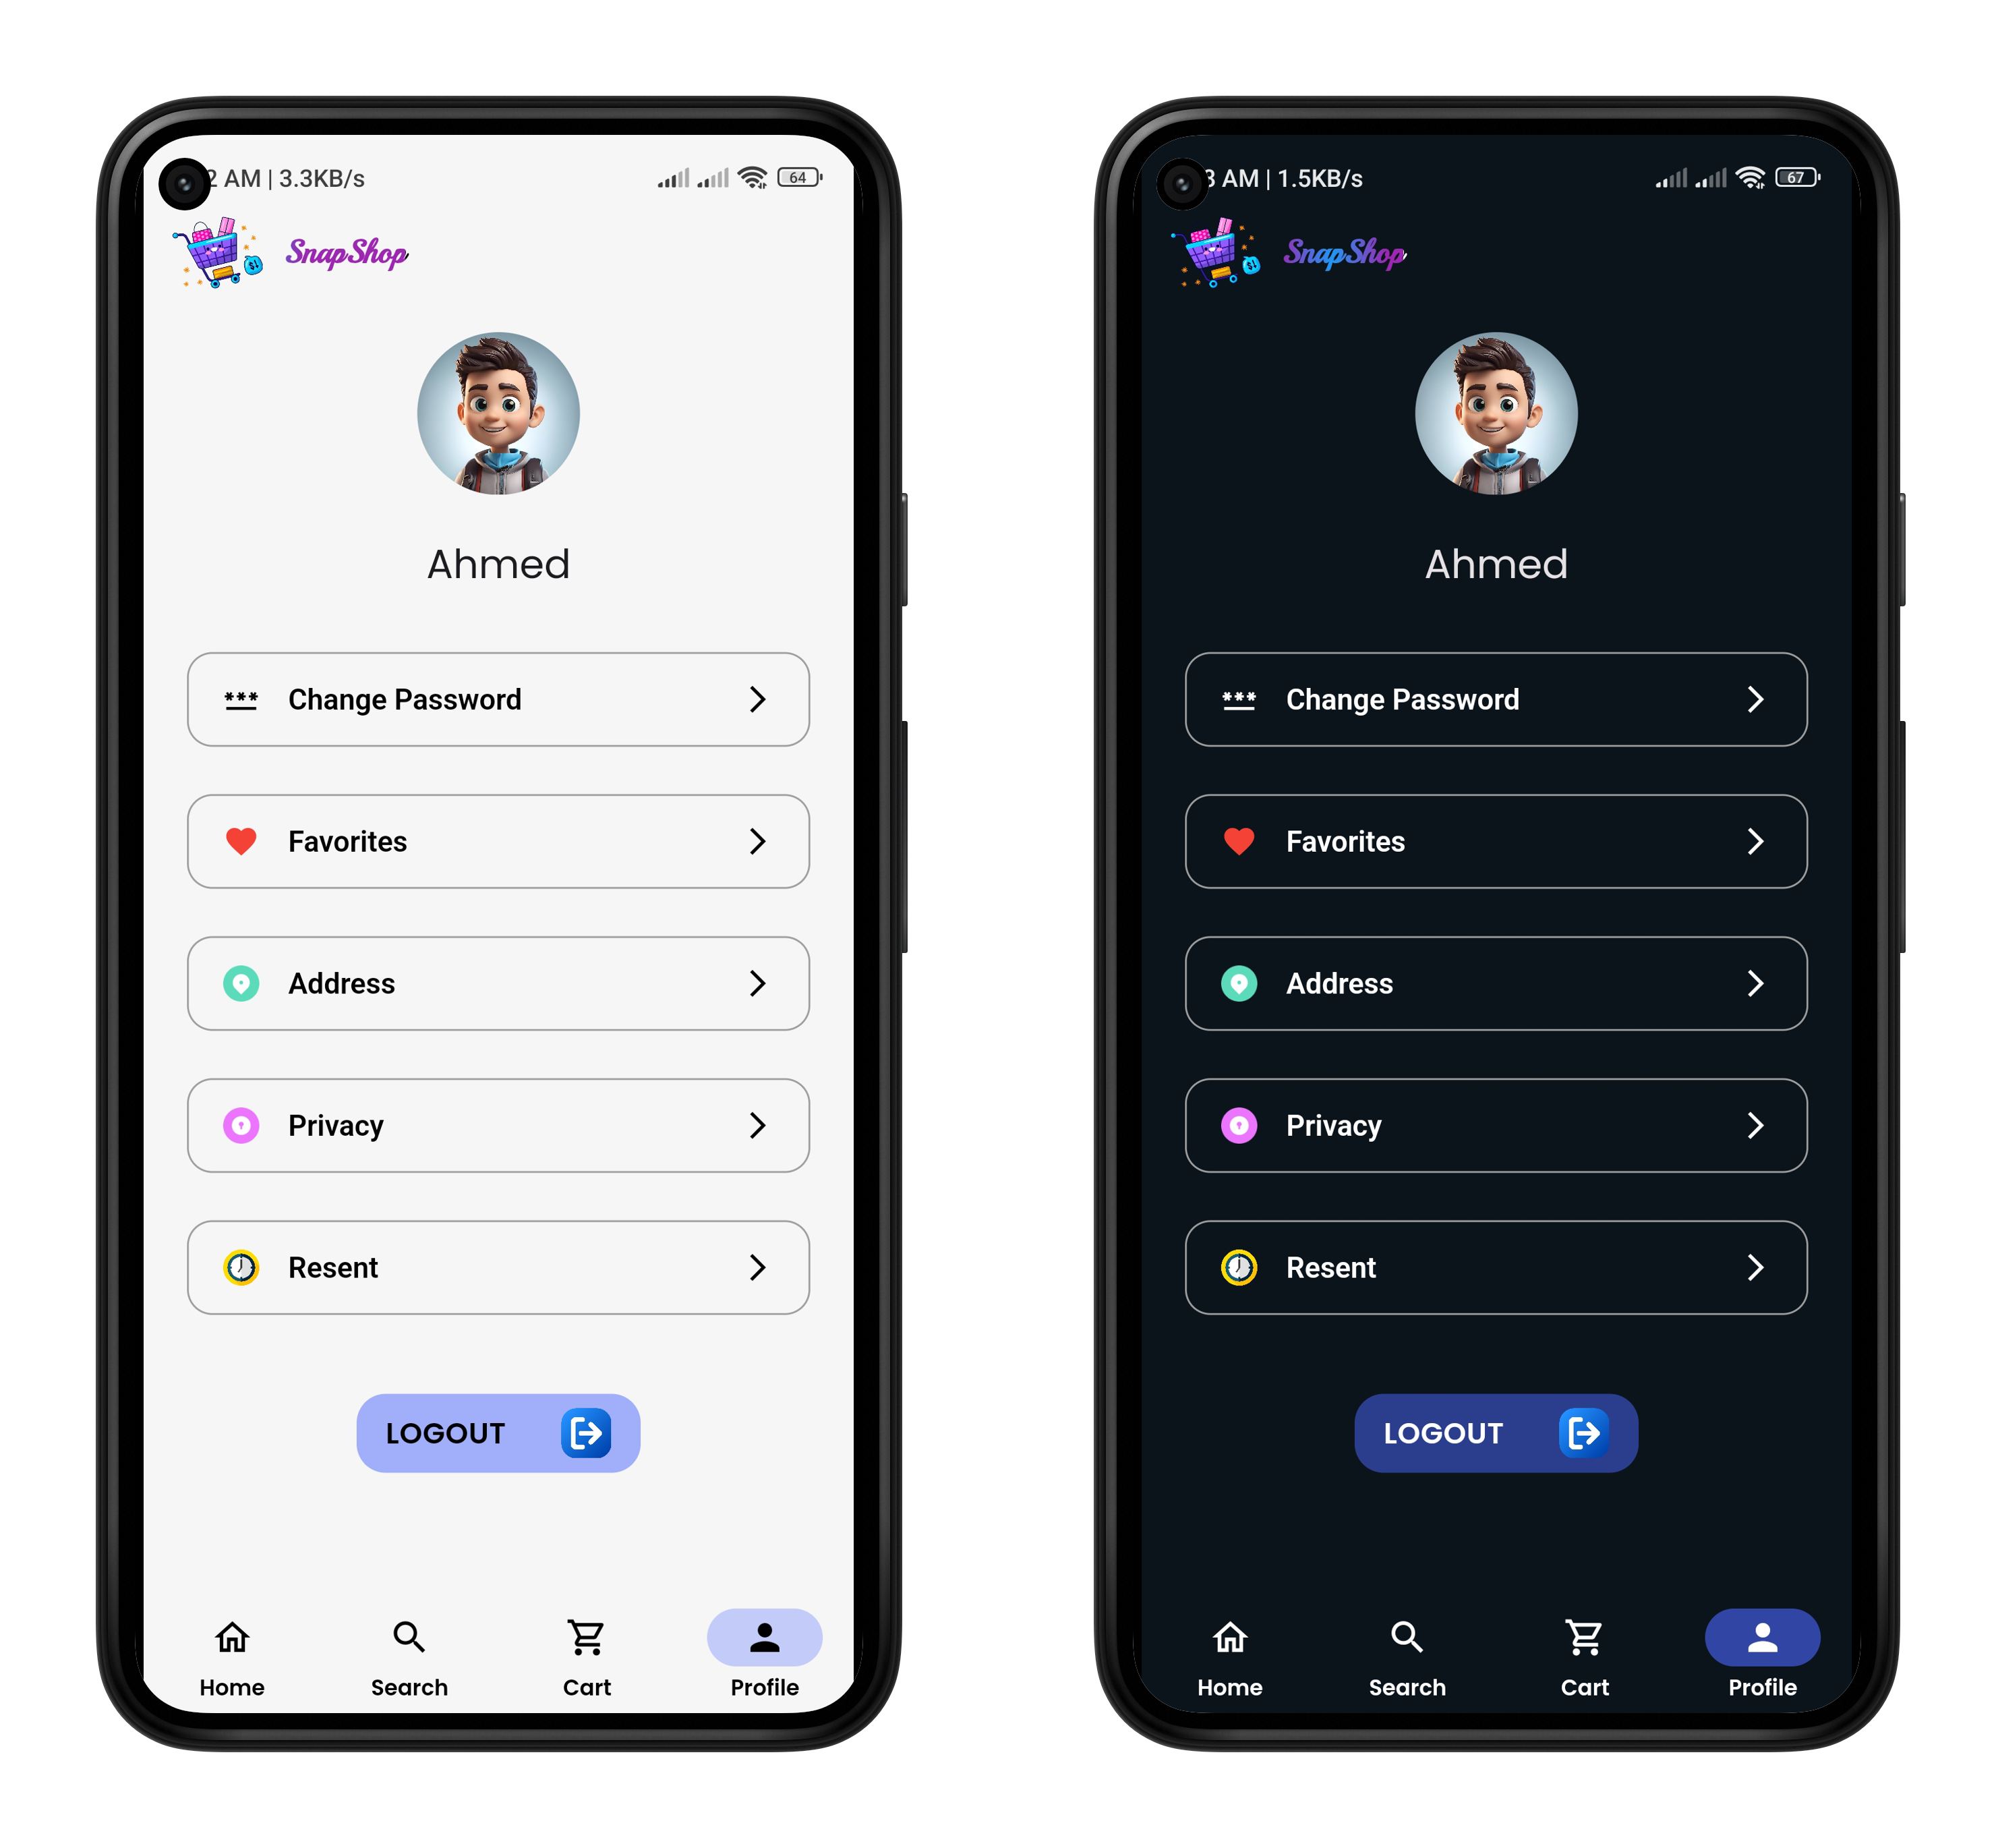 2 AM | 3.3KB/s
64
SnapShop
Ahmed
Change Password
Favorites
Address
Privacy
Resent
LOGOUT
Home
Search
Cart
Profile
3 AM | 1.5KB/s
67
SnapShop
Ahmed
Change Password
Favorites
Address
Privacy
Resent
LOGOUT
Home
Search
Cart
Profile